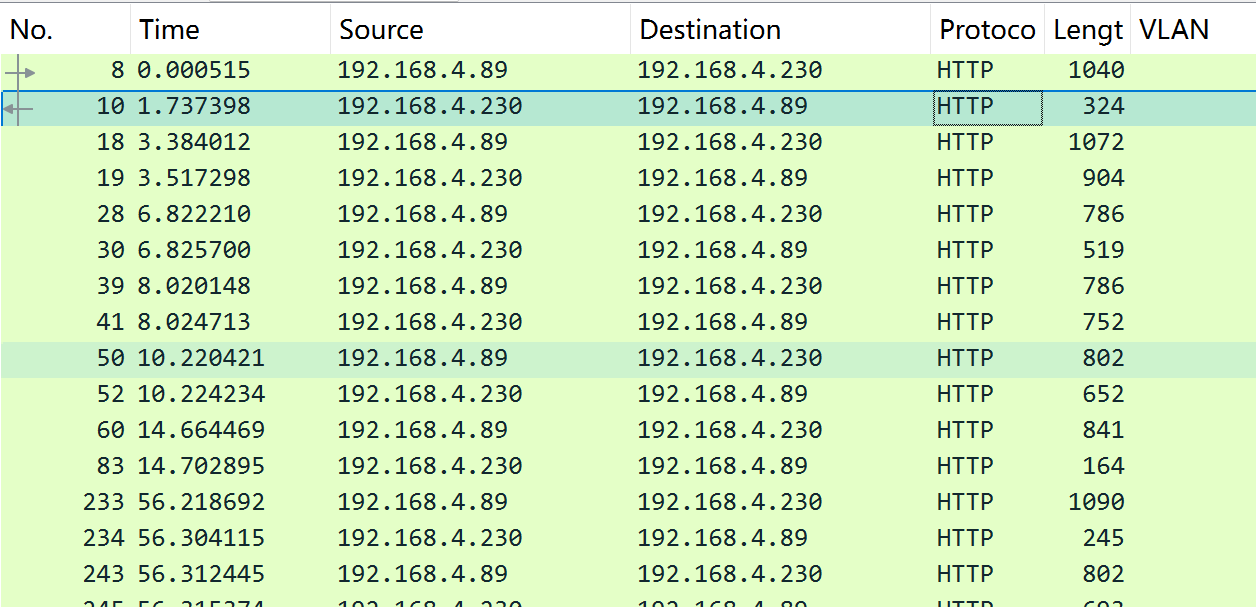 No. Time Source Destination Protoco Lengt VLAN
8 0.000515 192.168.4.89 192.168.4.230 HTTP 1040
10 1.737398 192.168.4.230 192.168.4.89 HTTP 324
18 3.384012 192.168.4.89 192.168.4.230 HTTP 1072
19 3.517298 192.168.4.230 192.168.4.89 HTTP 904
28 6.822210 192.168.4.89 192.168.4.230 HTTP 786
30 6.825700 192.168.4.230 192.168.4.89 HTTP 519
39 8.020148 192.168.4.89 192.168.4.230 HTTP 786
41 8.024713 192.168.4.230 192.168.4.89 HTTP 752
50 10.220421 192.168.4.89 192.168.4.230 HTTP 802
52 10.224234 192.168.4.230 192.168.4.89 HTTP 652
60 14.664469 192.168.4.89 192.168.4.230 HTTP 841
83 14.702895 192.168.4.230 192.168.4.89 HTTP 164
233 56.218692 192.168.4.89 192.168.4.230 HTTP 1090
234 56.304115 192.168.4.230 192.168.4.89 HTTP 245
243 56.312445 192.168.4.89 192.168.4.230 HTTP 802
192.168.4.230 192.168.4.89 HTTP